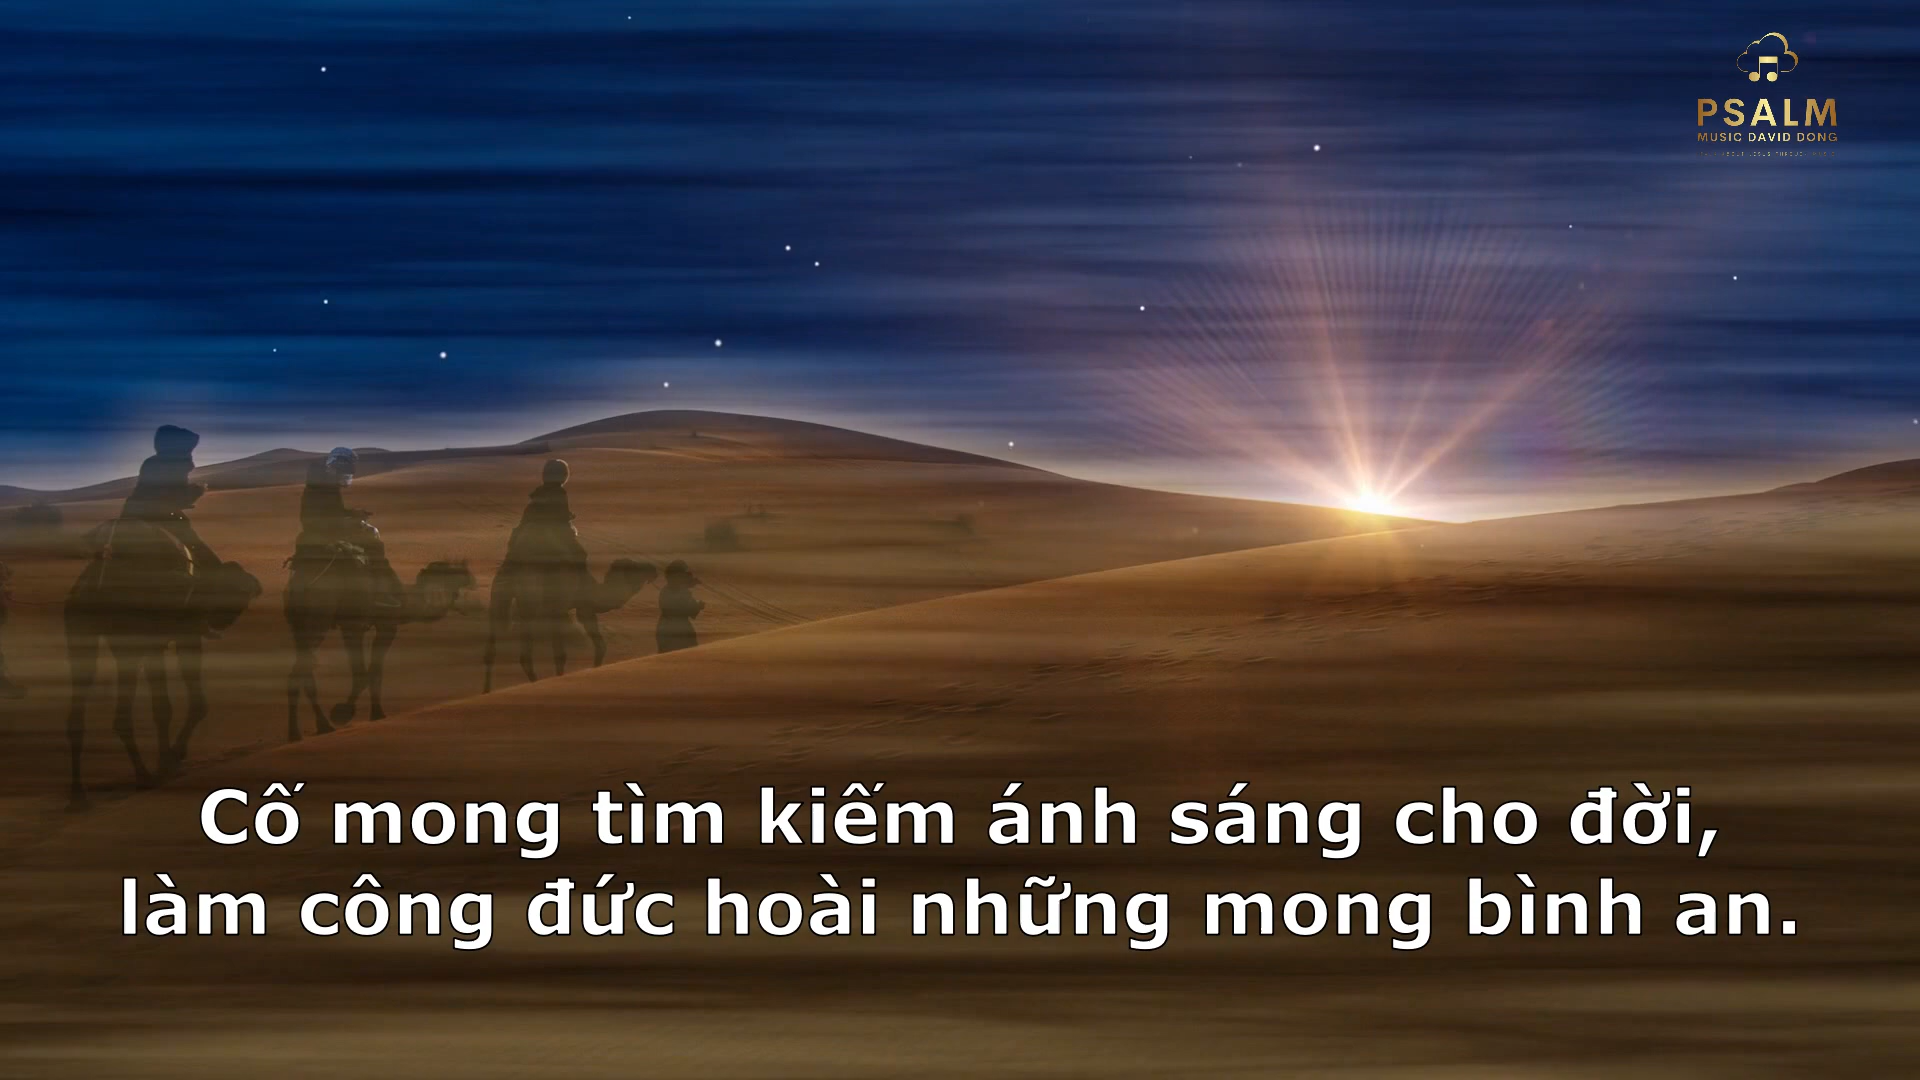 PSALM
MUSIC DAVID DONG
Cố mong tìm kiếm ánh sáng cho đời,
làm công đức hoài những mong bình an.